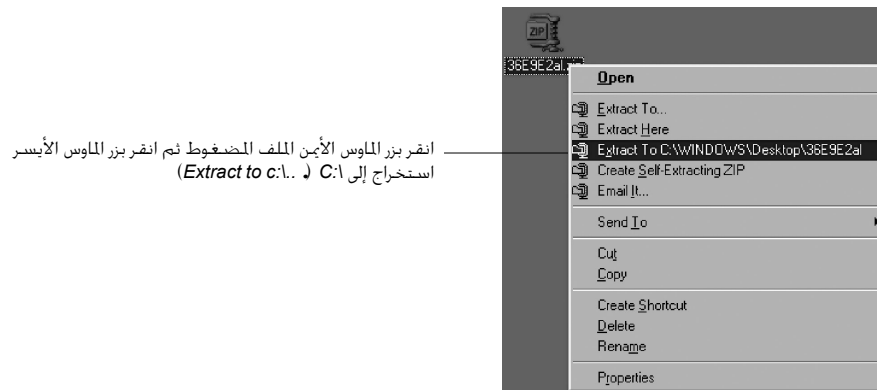 ZIP
36E9E2al.zip
Open
Extract To...
Extract Here
Extract To C:\WINDOWS\Desktop\36E9E2al
Create Self-Extracting ZIP
Email It...
Send To
Cut
Copy
Create Shortcut
Delete
Rename
Properties
انقر بزر الماوس الأيمن الملف المضغوط ثم انقر بزر الماوس الأيسر
استخراج إلى C:\ (Extract to c:\.. ،)